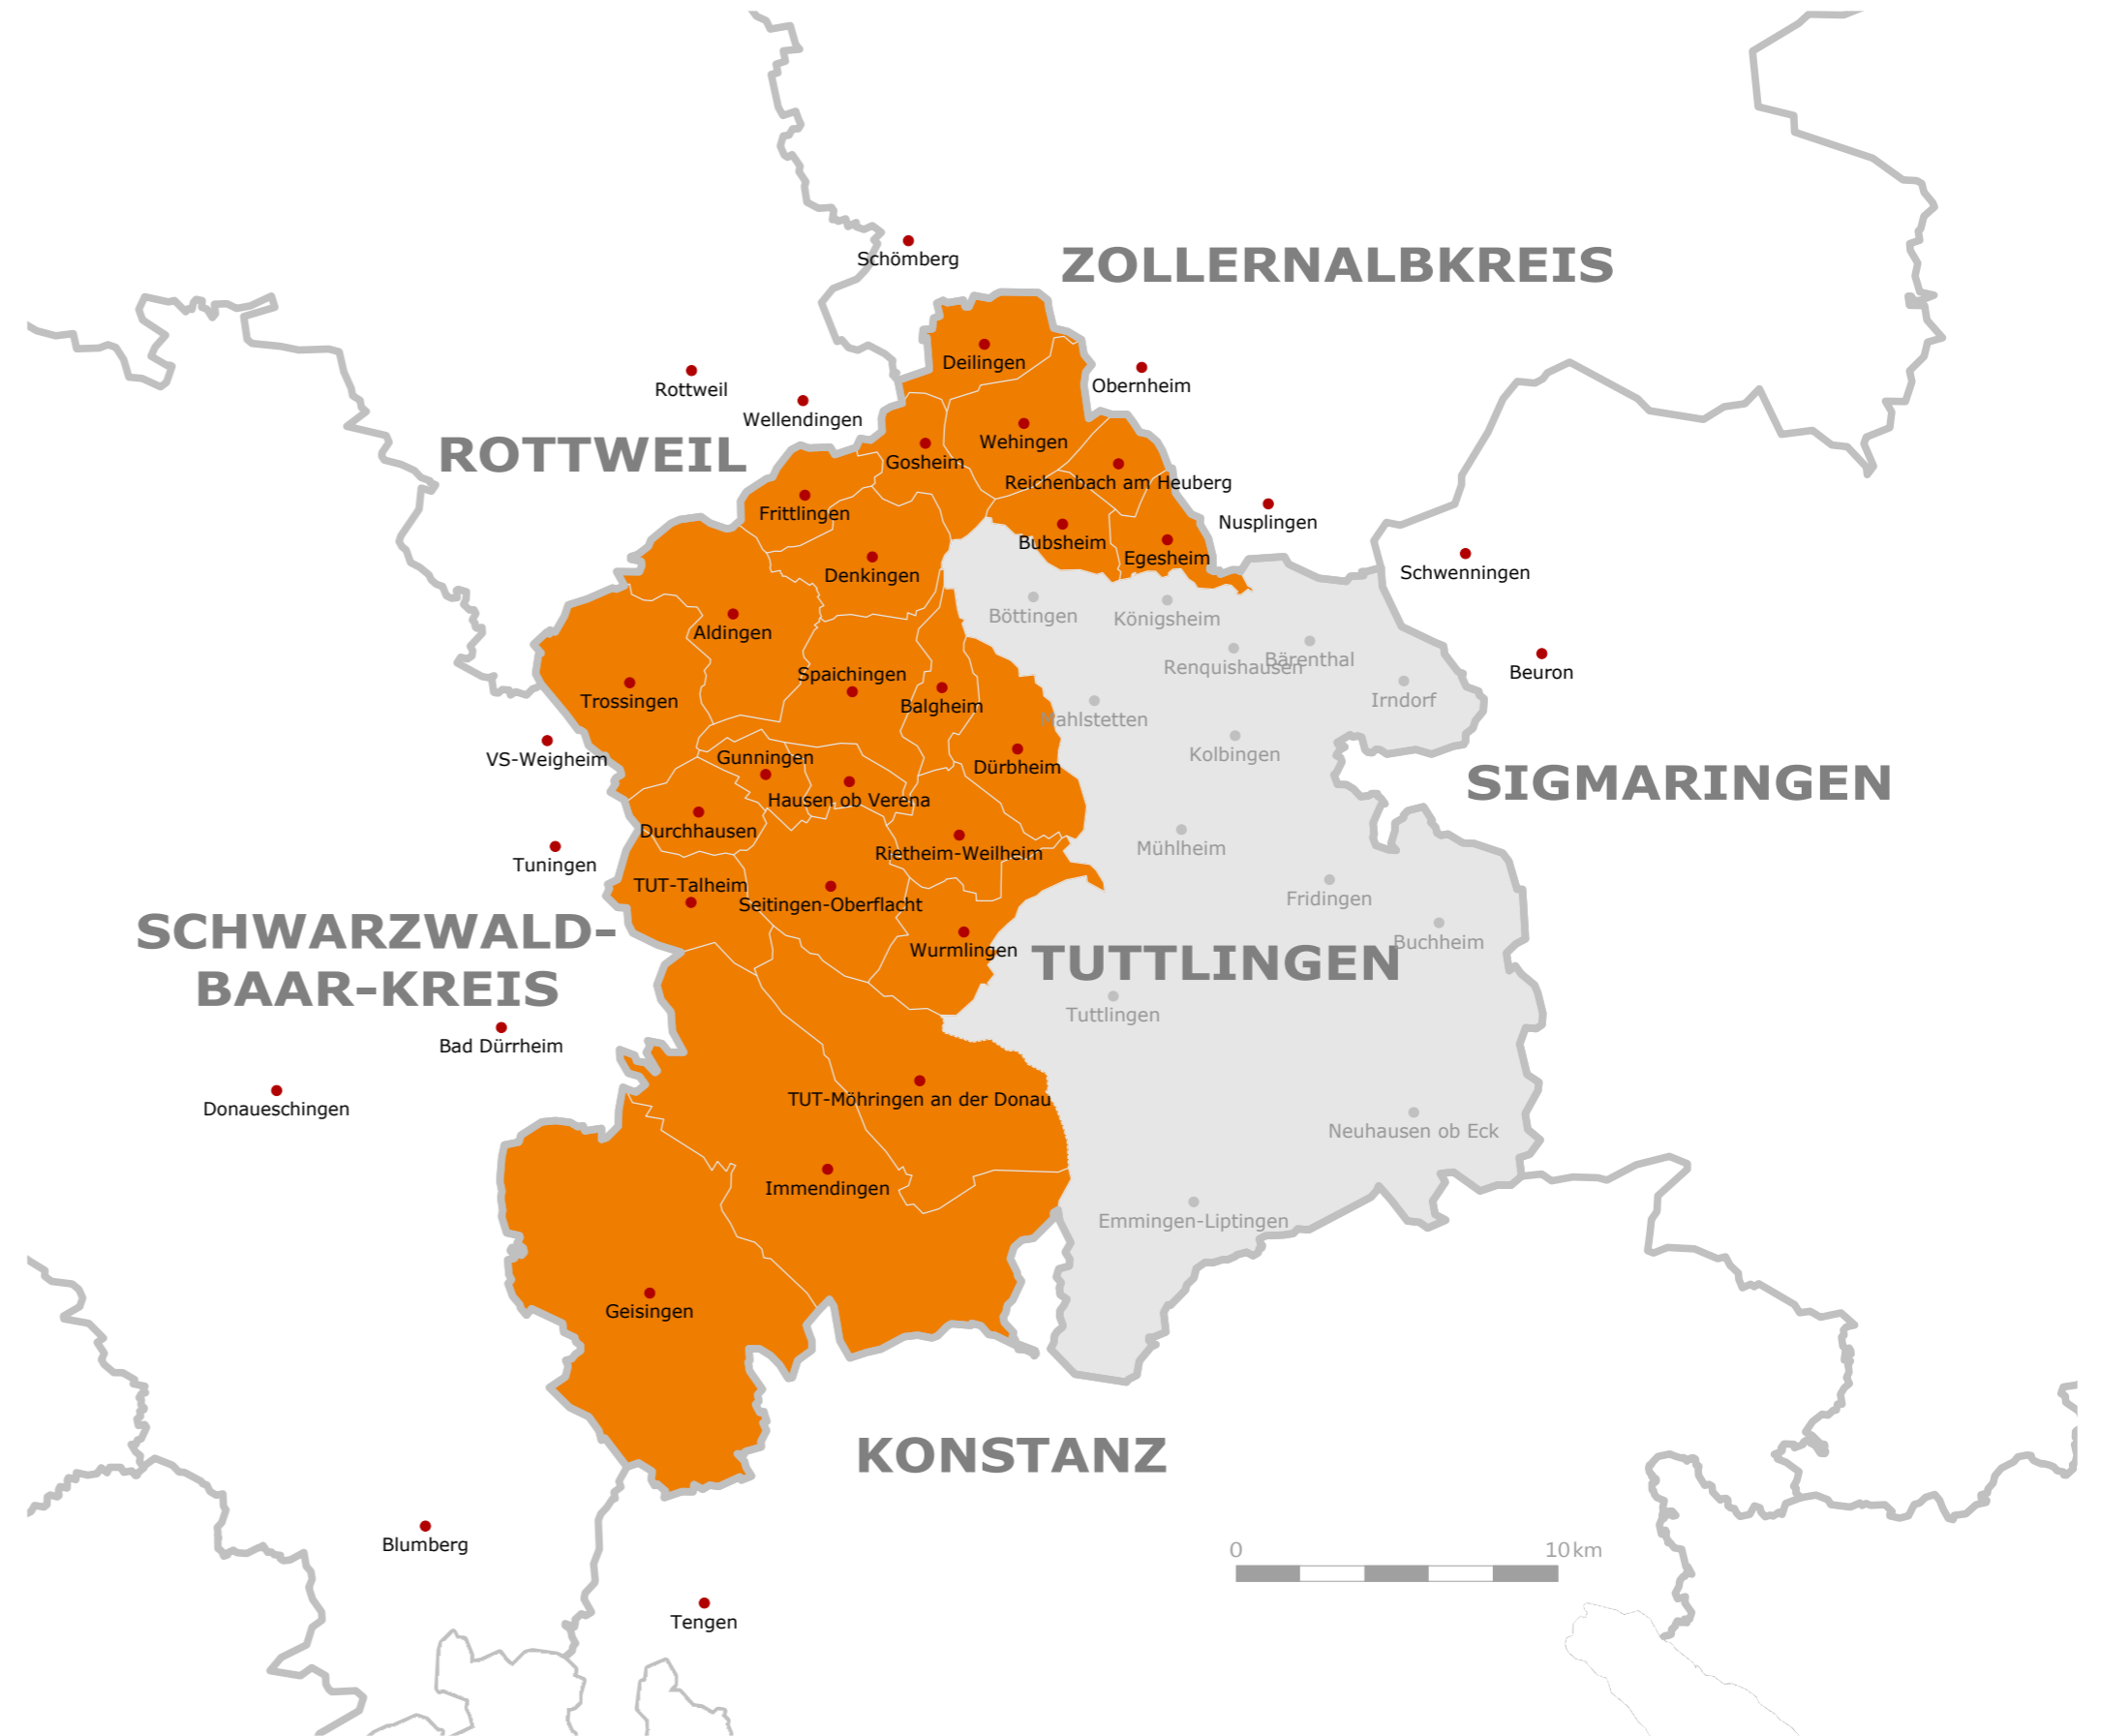 Schömberg
ZOLLERNALBKREIS
Deilingen
Obernheim
Rottweil
Wellendingen
ROTTWEIL
Wehingen
Gosheim
Reichenbach am Heuberg
Frittlingen
Nusplingen
Bubsheim
Egesheim
Denkingen
Schwenningen
Böttingen
Königsheim
Aldingen
Renquishausen
Bärenthal
Beuron
Spaichingen
Trossingen
Balgheim
Irndorf
Mahlstetten
VS-Weigheim
Gunningen
Dürbheim
Kolbingen
SIGMARINGEN
Hausen ob Verena
Durchhausen
Rietheim-Weilheim
Mühlheim
Tuningen
TUT-Talheim
Seitingen-Oberflacht
Fridingen
SCHWARZWALD-
BAAR-KREIS
Wurmlingen
TUTTLINGEN
Buchheim
Tuttlingen
Bad Dürrheim
Donaueschingen
TUT-Möhringen an der Donau
Neuhausen ob Eck
Immendingen
Emmingen-Liptingen
Geisingen
KONSTANZ
Blumberg
0 10 km
Tengen